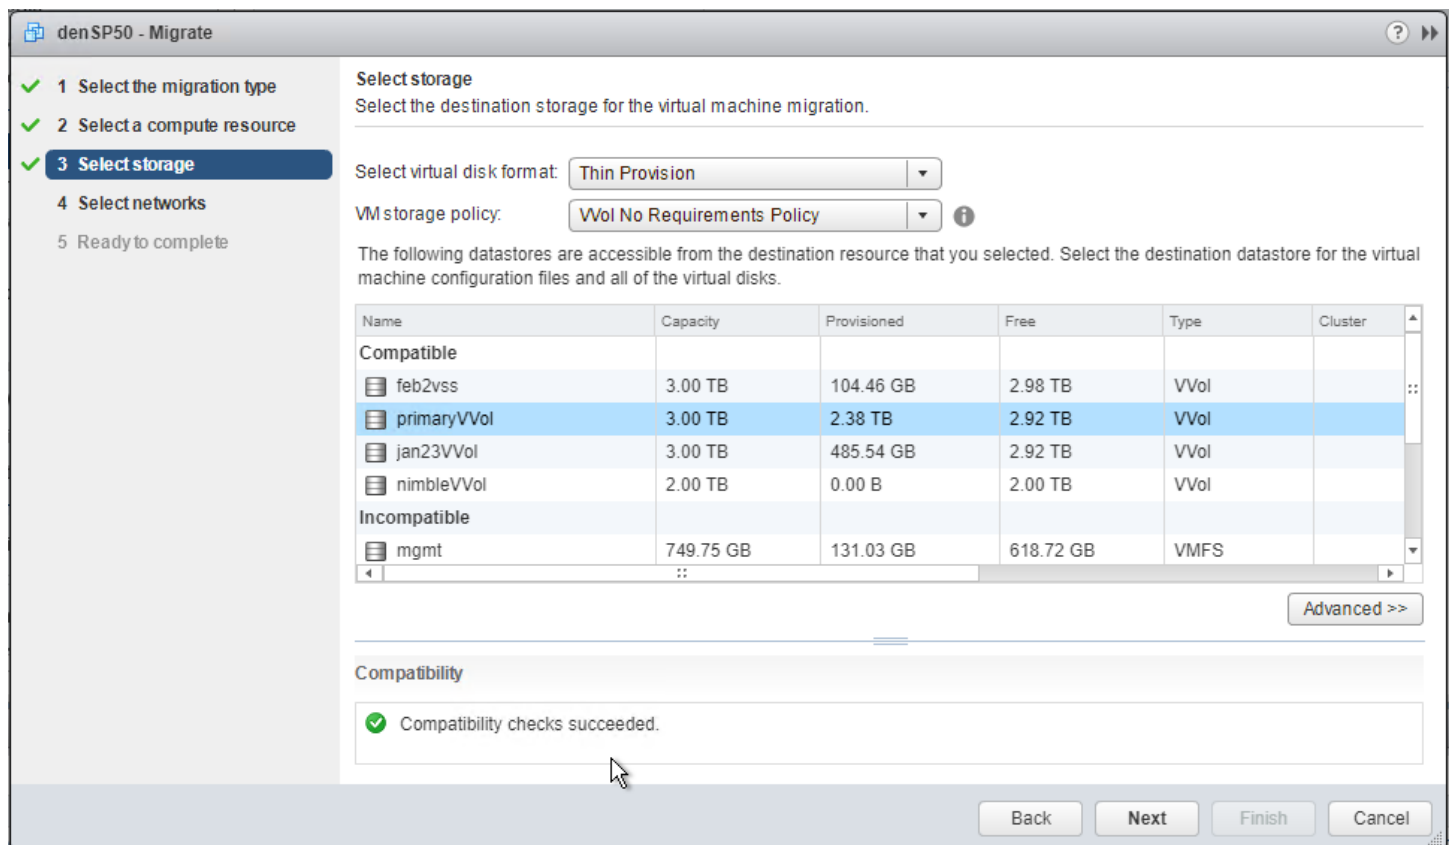 denSP50 - Migrate
1 Select the migration type
2 Select a compute resource
3 Select storage
4 Select networks
5 Ready to complete
Select storage
Select the destination storage for the virtual machine migration.
Select virtual disk format: Thin Provision
VM storage policy: VVol No Requirements Policy
The following datastores are accessible from the destination resource that you selected. Select the destination datastore for the virtual
machine configuration files and all of the virtual disks.
Name Capacity Provisioned Free Type Cluster
Compatible
feb2vss 3.00 TB 104.46 GB 2.98 TB VVol
primaryVVol 3.00 TB 2.38 TB 2.92 TB VVol
jan23VVol 3.00 TB 485.54 GB 2.92 TB VVol
nimbleVVol 2.00 TB 0.00 B 2.00 TB VVol
Incompatible
mgmt 749.75 GB 131.03 GB 618.72 GB VMFS
Advanced >>
Compatibility
Compatibility checks succeeded.
Back Next Finish Cancel